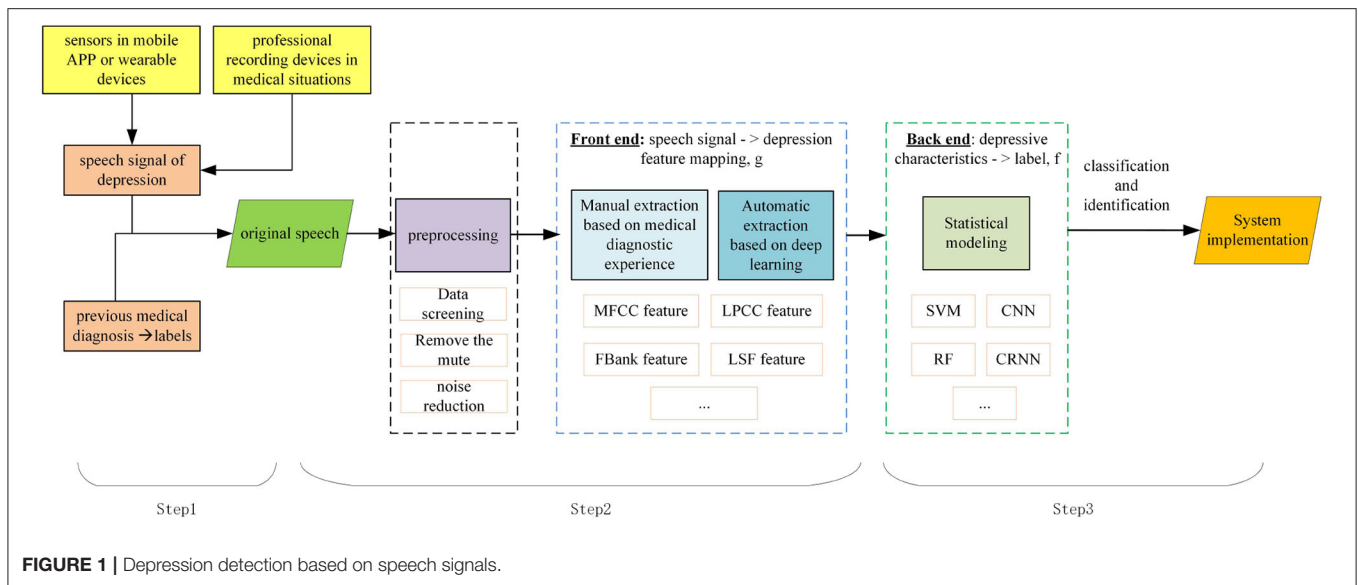 sensors in mobile
APP or wearable
devices
professional
recording devices in
medical situations
speech signal of
depression
original speech
previous medical
diagnosis →labels
preprocessing
Data
screening
Remove the
mute
noise
reduction
Front end: speech signal - > depression
feature mapping, g
Manual extraction
based on medical
diagnostic
experience
Automatic
extraction
based on deep
learning
MFCC feature
LPCC feature
FBank feature
LSF feature
...
Back end: depressive
characteristics - > label, f
Statistical
modeling
SVM
CNN
RF
CRNN
...
classification
and
identification
System
implementation
Step1
Step2
Step3
FIGURE 1 | Depression detection based on speech signals.